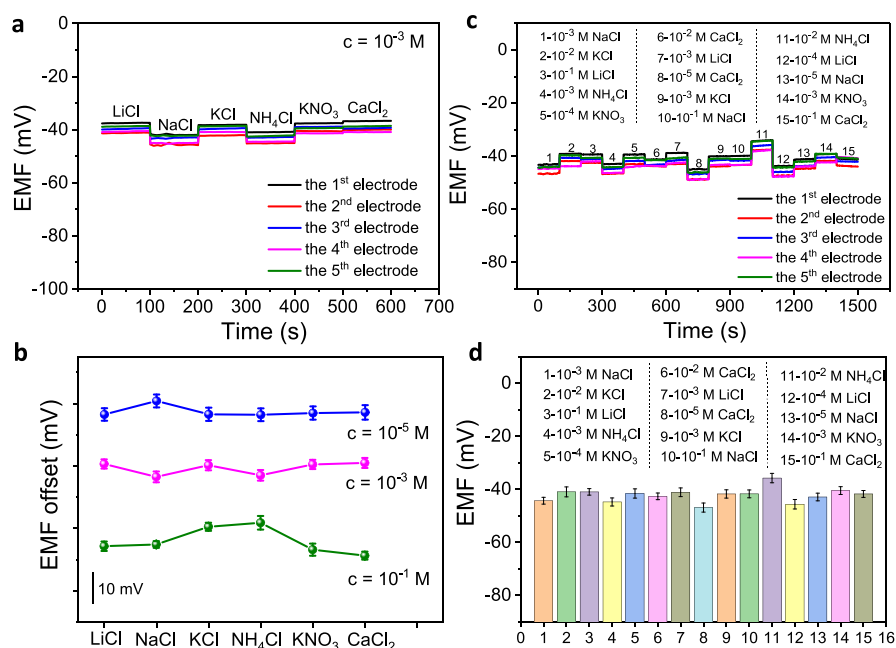 a
c = 10⁻³ M
LiCl
NaCl
KCl
NH₄Cl
KNO₃
CaCl₂
the 1ˢᵗ electrode
the 2ⁿᵈ electrode
the 3ʳᵈ electrode
the 4ᵗʰ electrode
the 5ᵗʰ electrode
EMF (mV)
0
-20
-40
-60
-80
-100
0 100 200 300 400 500 600 700
Time (s)
b
c = 10⁻⁵ M
c = 10⁻³ M
c = 10⁻¹ M
10 mV
EMF offset
LiCl NaCl KCl NH₄Cl KNO₃ CaCl₂
c
1-10⁻³ M NaCl
2-10⁻² M KCl
3-10⁻¹ M LiCl
4-10⁻³ M NH₄Cl
5-10⁻⁴ M KNO₃
6-10⁻² M CaCl₂
7-10⁻³ M LiCl
8-10⁻⁵ M CaCl₂
9-10⁻³ M KCl
10-10⁻¹ M NaCl
11-10⁻² M NH₄Cl
12-10⁻⁴ M LiCl
13-10⁻⁵ M NaCl
14-10⁻³ M KNO₃
15-10⁻¹ M CaCl₂
1 2 3 4 5 6 7 8 9 10 11 12 13 14 15
the 1ˢᵗ electrode
the 2ⁿᵈ electrode
the 3ʳᵈ electrode
the 4ᵗʰ electrode
the 5ᵗʰ electrode
EMF (mV)
0
-20
-40
-60
-80
0 300 600 900 1200 1500
Time (s)
d
1-10⁻³ M NaCl
2-10⁻² M KCl
3-10⁻¹ M LiCl
4-10⁻³ M NH₄Cl
5-10⁻⁴ M KNO₃
6-10⁻² M CaCl₂
7-10⁻³ M LiCl
8-10⁻⁵ M CaCl₂
9-10⁻³ M KCl
10-10⁻¹ M NaCl
11-10⁻² M NH₄Cl
12-10⁻⁴ M LiCl
13-10⁻⁵ M NaCl
14-10⁻³ M KNO₃
15-10⁻¹ M CaCl₂
EMF (mV)
0
-20
-40
-60
-80
0 1 2 3 4 5 6 7 8 9 10 11 12 13 14 15 16